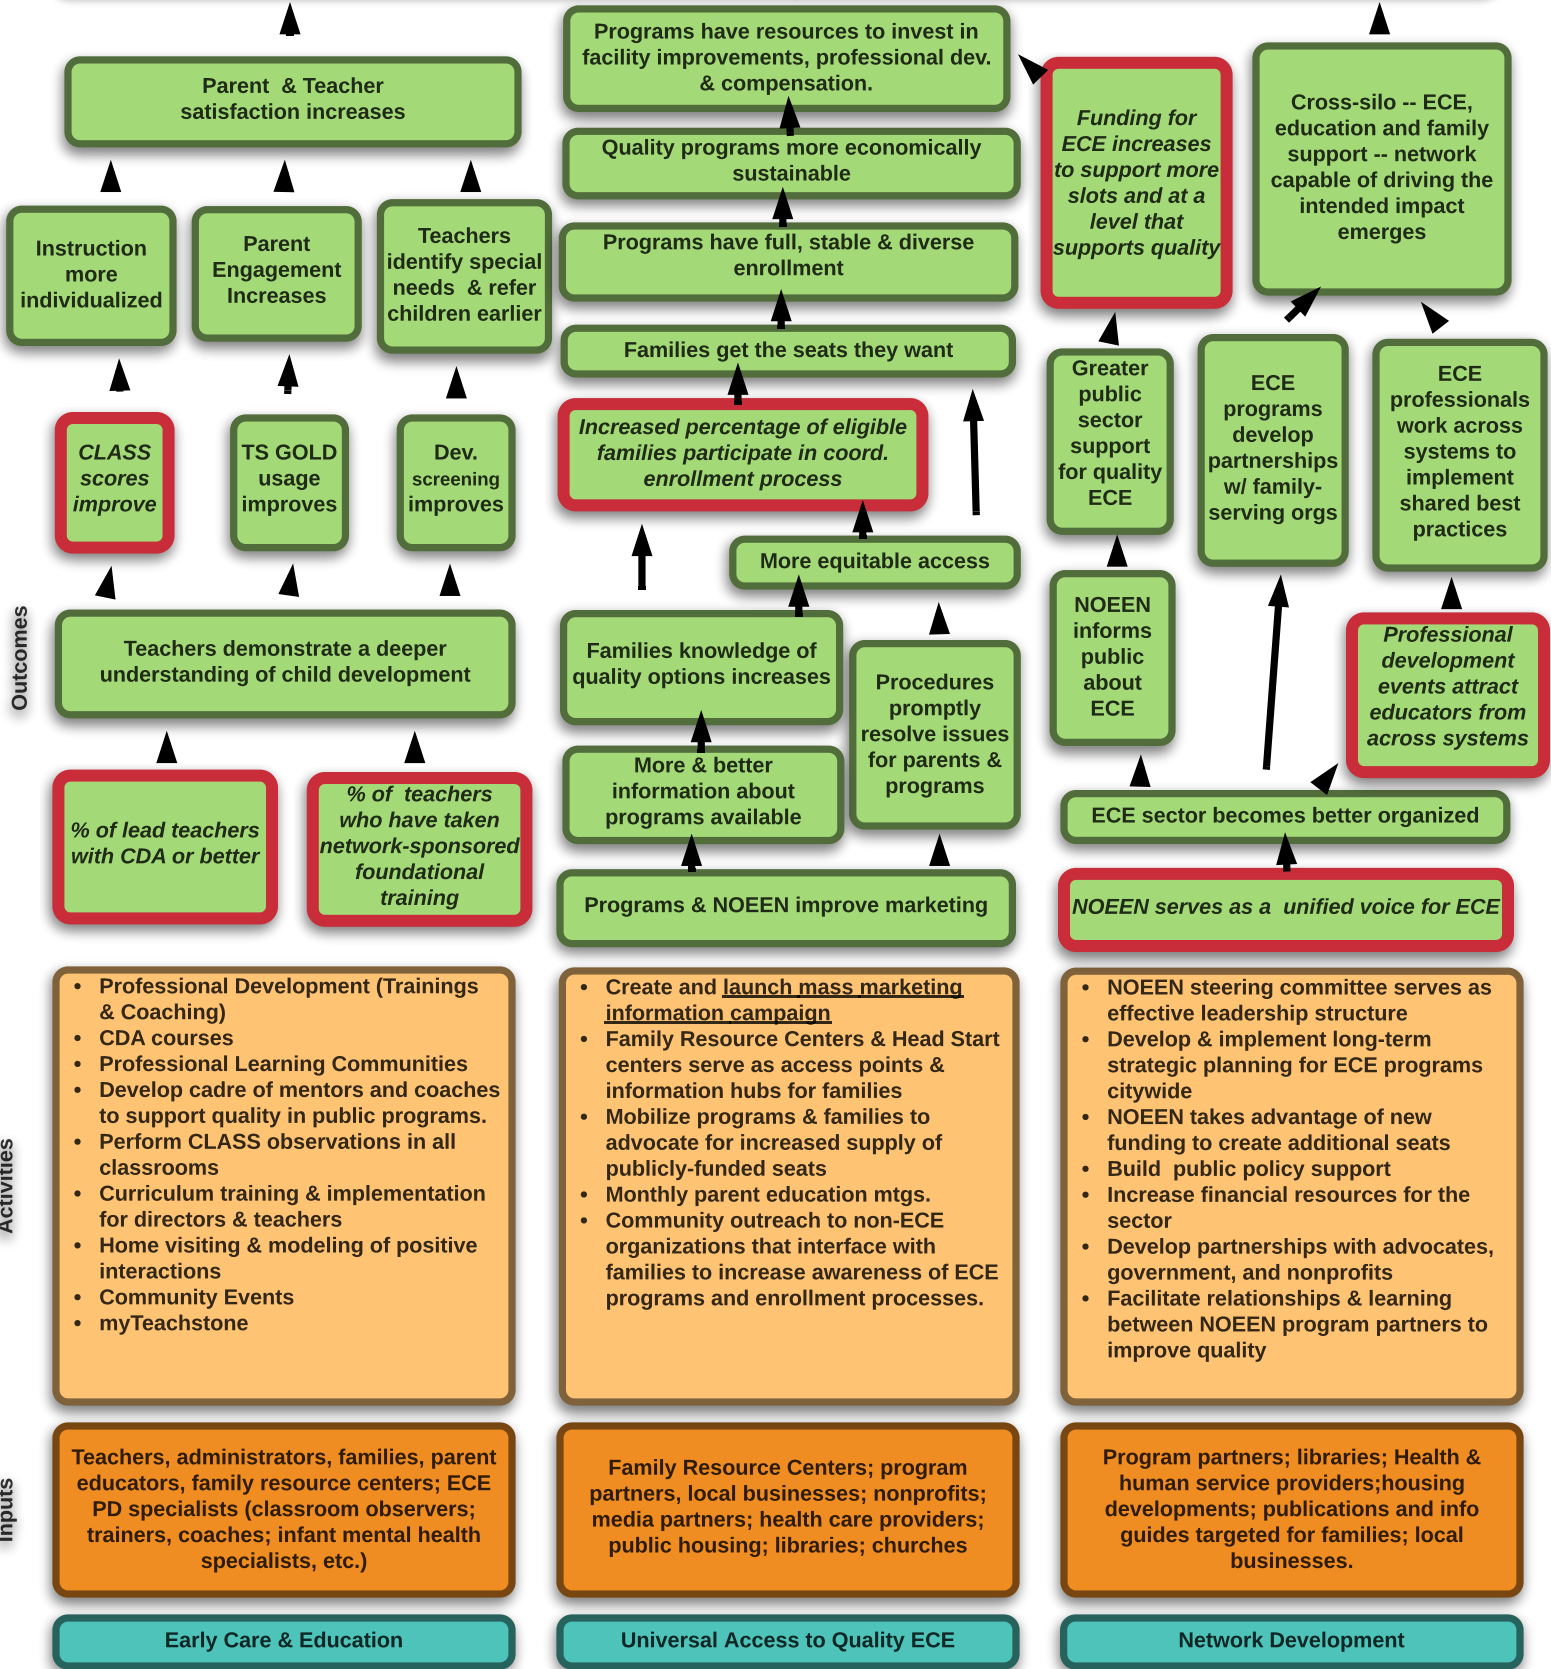 Programs have resources to invest in
facility improvements, professional dev.
& compensation.
Parent & Teacher
satisfaction increases
Funding for
ECE increases
to support more
slots and at a
level that
supports quality
Cross-silo -- ECE,
education and family
support -- network
capable of driving the
intended impact
emerges
Quality programs more economically
sustainable
Instruction
more
individualized
Parent
Engagement
Increases
Teachers
identify special
needs & refer
children earlier
Programs have full, stable & diverse
enrollment
Families get the seats they want
Greater
public
sector
support
for quality
ECE
ECE
programs
develop
partnerships
w/ family-
serving orgs
ECE
professionals
work across
systems to
implement
shared best
practices
CLASS
scores
improve
TS GOLD
usage
improves
Dev.
screening
improves
Increased percentage of eligible
families participate in coord.
enrollment process
More equitable access
Outcomes
Teachers demonstrate a deeper
understanding of child development
Families knowledge of
quality options increases
Procedures
promptly
resolve issues
for parents &
programs
NOEEN
informs
public
about
ECE
Professional
development
events attract
educators from
across systems
% of lead teachers
with CDA or better
% of teachers
who have taken
network-sponsored
foundational
training
More & better
information about
programs available
ECE sector becomes better organized
Programs & NOEEN improve marketing
NOEEN serves as a unified voice for ECE
Activities
• Professional Development (Trainings
& Coaching)
• CDA courses
• Professional Learning Communities
• Develop cadre of mentors and coaches
to support quality in public programs.
• Perform CLASS observations in all
classrooms
• Curriculum training & implementation
for directors & teachers
• Home visiting & modeling of positive
interactions
• Community Events
• myTeachstone
• Create and launch mass marketing
information campaign
• Family Resource Centers & Head Start
centers serve as access points &
information hubs for families
• Mobilize programs & families to
advocate for increased supply of
publicly-funded seats
• Monthly parent education mtgs.
• Community outreach to non-ECE
organizations that interface with
families to increase awareness of ECE
programs and enrollment processes.
• NOEEN steering committee serves as
effective leadership structure
• Develop & implement long-term
strategic planning for ECE programs
citywide
• NOEEN takes advantage of new
funding to create additional seats
• Build public policy support
• Increase financial resources for the
sector
• Develop partnerships with advocates,
government, and nonprofits
• Facilitate relationships & learning
between NOEEN program partners to
improve quality
Inputs
Teachers, administrators, families, parent
educators, family resource centers; ECE
PD specialists (classroom observers;
trainers, coaches; infant mental health
specialists, etc.)
Family Resource Centers; program
partners, local businesses; nonprofits;
media partners; health care providers;
public housing; libraries; churches
Program partners; libraries; Health &
human service providers;housing
developments; publications and info
guides targeted for families; local
businesses.
Early Care & Education
Universal Access to Quality ECE
Network Development